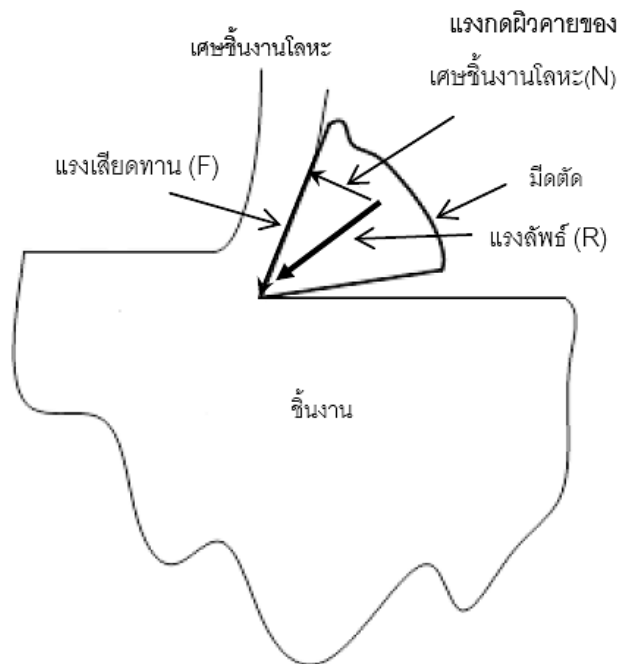 แรงกดผิวคายของ
เศษชิ้นงานโลหะ(N)
เศษชิ้นงานโลหะ
แรงเสียดทาน (F)
มีดตัด
แรงลัพธ์ (R)
ชิ้นงาน